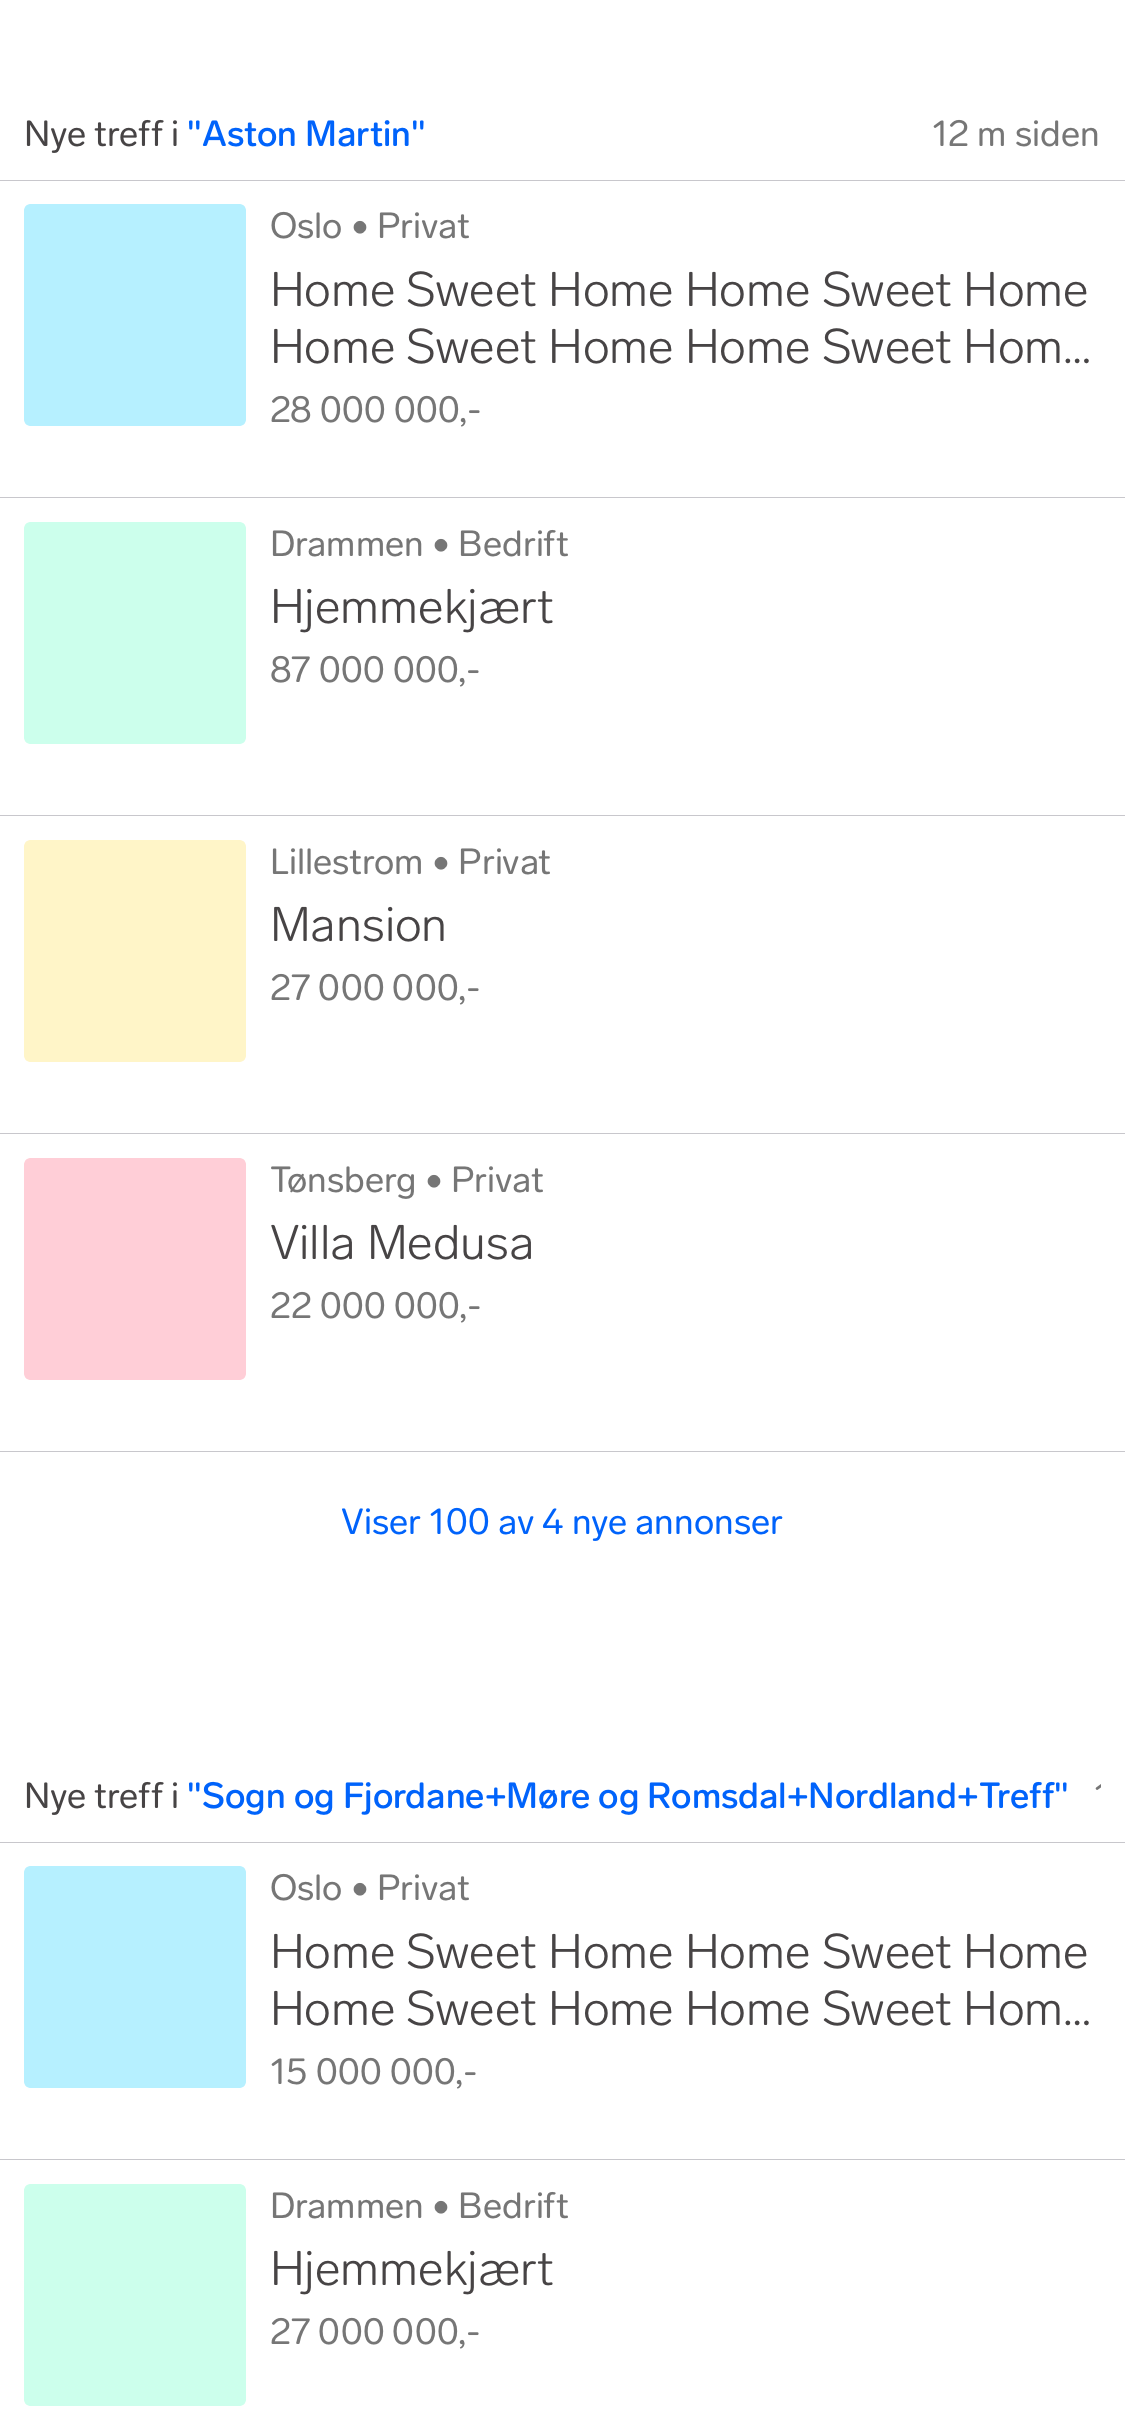 Nye treff i "Aston Martin" 12 m siden
Oslo • Privat
Home Sweet Home Home Sweet Home
Home Sweet Home Home Sweet Hom...
28 000 000,-
Drammen • Bedrift
Hjemmekjært
87 000 000,-
Lillestrom • Privat
Mansion
27 000 000,-
Tønsberg • Privat
Villa Medusa
22 000 000,-
Viser 100 av 4 nye annonser
Nye treff i "Sogn og Fjordane+Møre og Romsdal+Nordland+Treff"
Oslo • Privat
Home Sweet Home Home Sweet Home
Home Sweet Home Home Sweet Hom...
15 000 000,-
Drammen • Bedrift
Hjemmekjært
27 000 000,-